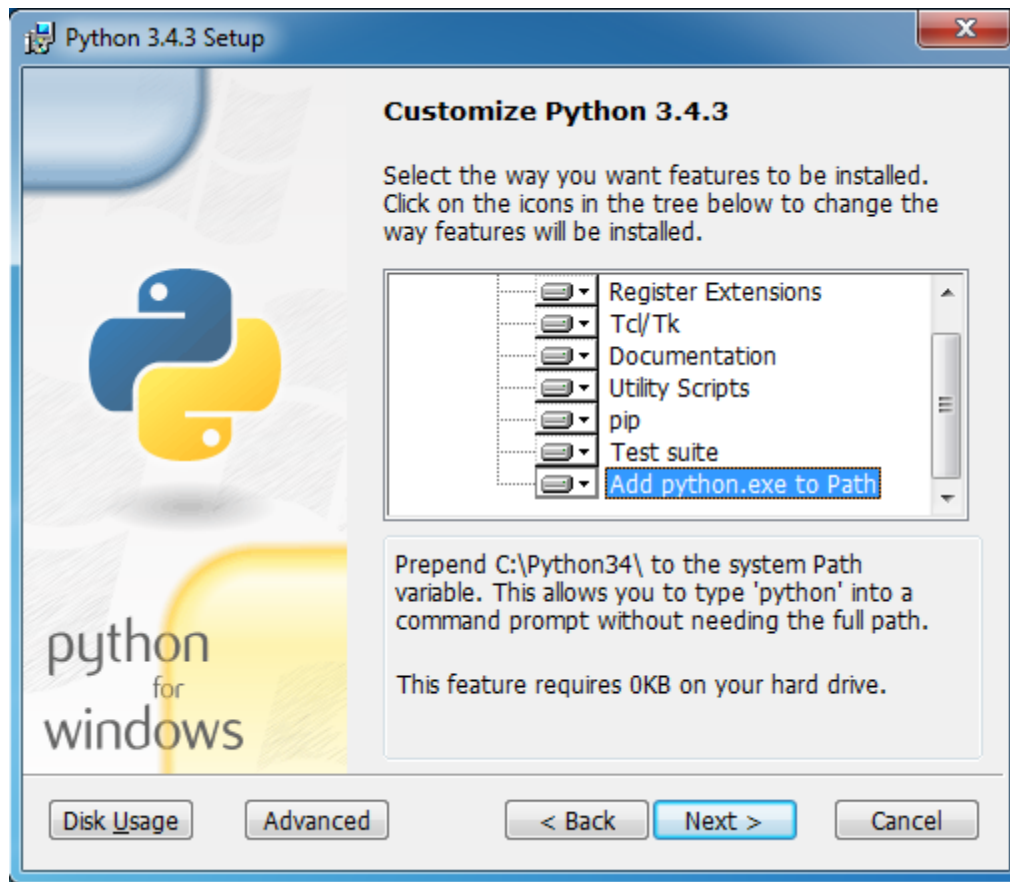 Python 3.4.3 Setup
Customize Python 3.4.3
Select the way you want features to be installed.
Click on the icons in the tree below to change the
way features will be installed.
Register Extensions
Tcl/Tk
Documentation
Utility Scripts
pip
Test suite
Add python.exe to Path
Prepend C:\Python34\ to the system Path
variable. This allows you to type 'python' into a
command prompt without needing the full path.
This feature requires 0KB on your hard drive.
python
for
windows
Disk Usage
Advanced
< Back
Next >
Cancel